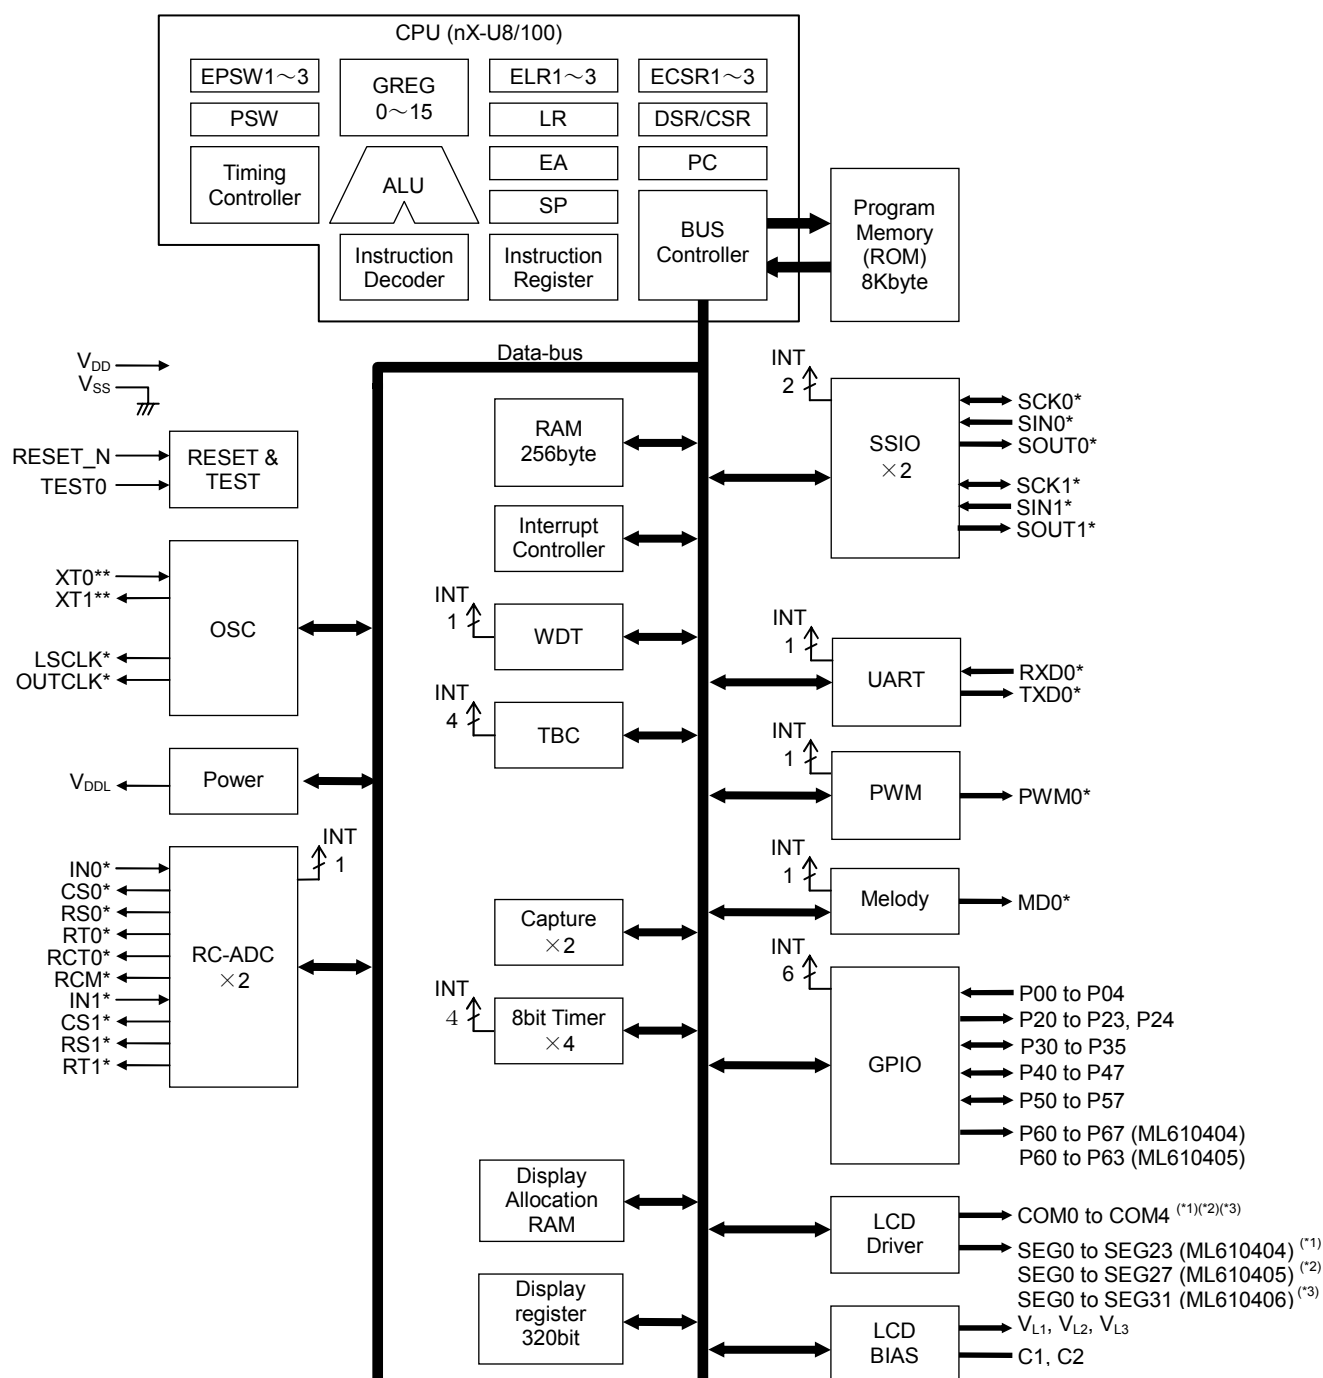 CPU (nX-U8/100)
EPSW1～3
GREG
0～15
ELR1～3
ECSR1～3
PSW
LR
DSR/CSR
Timing
Controller
ALU
EA
PC
SP
BUS
Controller
Instruction
Decoder
Instruction
Register
Program
Memory
(ROM)
8Kbyte
Data-bus
VDD
VSS
RESET_N
TEST0
RESET &
TEST
XT0**
XT1**
LSCLK*
OUTCLK*
OSC
VDDL
Power
IN0*
CS0*
RS0*
RT0*
RCT0*
RCM*
IN1*
CS1*
RS1*
RT1*
RC-ADC
×2
INT
1
RAM
256byte
Interrupt
Controller
INT
1
WDT
INT
4
TBC
Capture
×2
INT
4
8bit Timer
×4
Display
Allocation
RAM
Display
register
320bit
INT
2
SSIO
×2
SCK0*
SIN0*
SOUT0*
SCK1*
SIN1*
SOUT1*
INT
1
UART
RXD0*
TXD0*
INT
1
PWM
PWM0*
INT
1
Melody
MD0*
INT
6
GPIO
P00 to P04
P20 to P23, P24
P30 to P35
P40 to P47
P50 to P57
P60 to P67 (ML610404)
P60 to P63 (ML610405)
LCD
Driver
COM0 to COM4 (*1)(*2)(*3)
SEG0 to SEG23 (ML610404) (*1)
SEG0 to SEG27 (ML610405) (*2)
SEG0 to SEG31 (ML610406) (*3)
LCD
BIAS
VL1, VL2, VL3
C1, C2